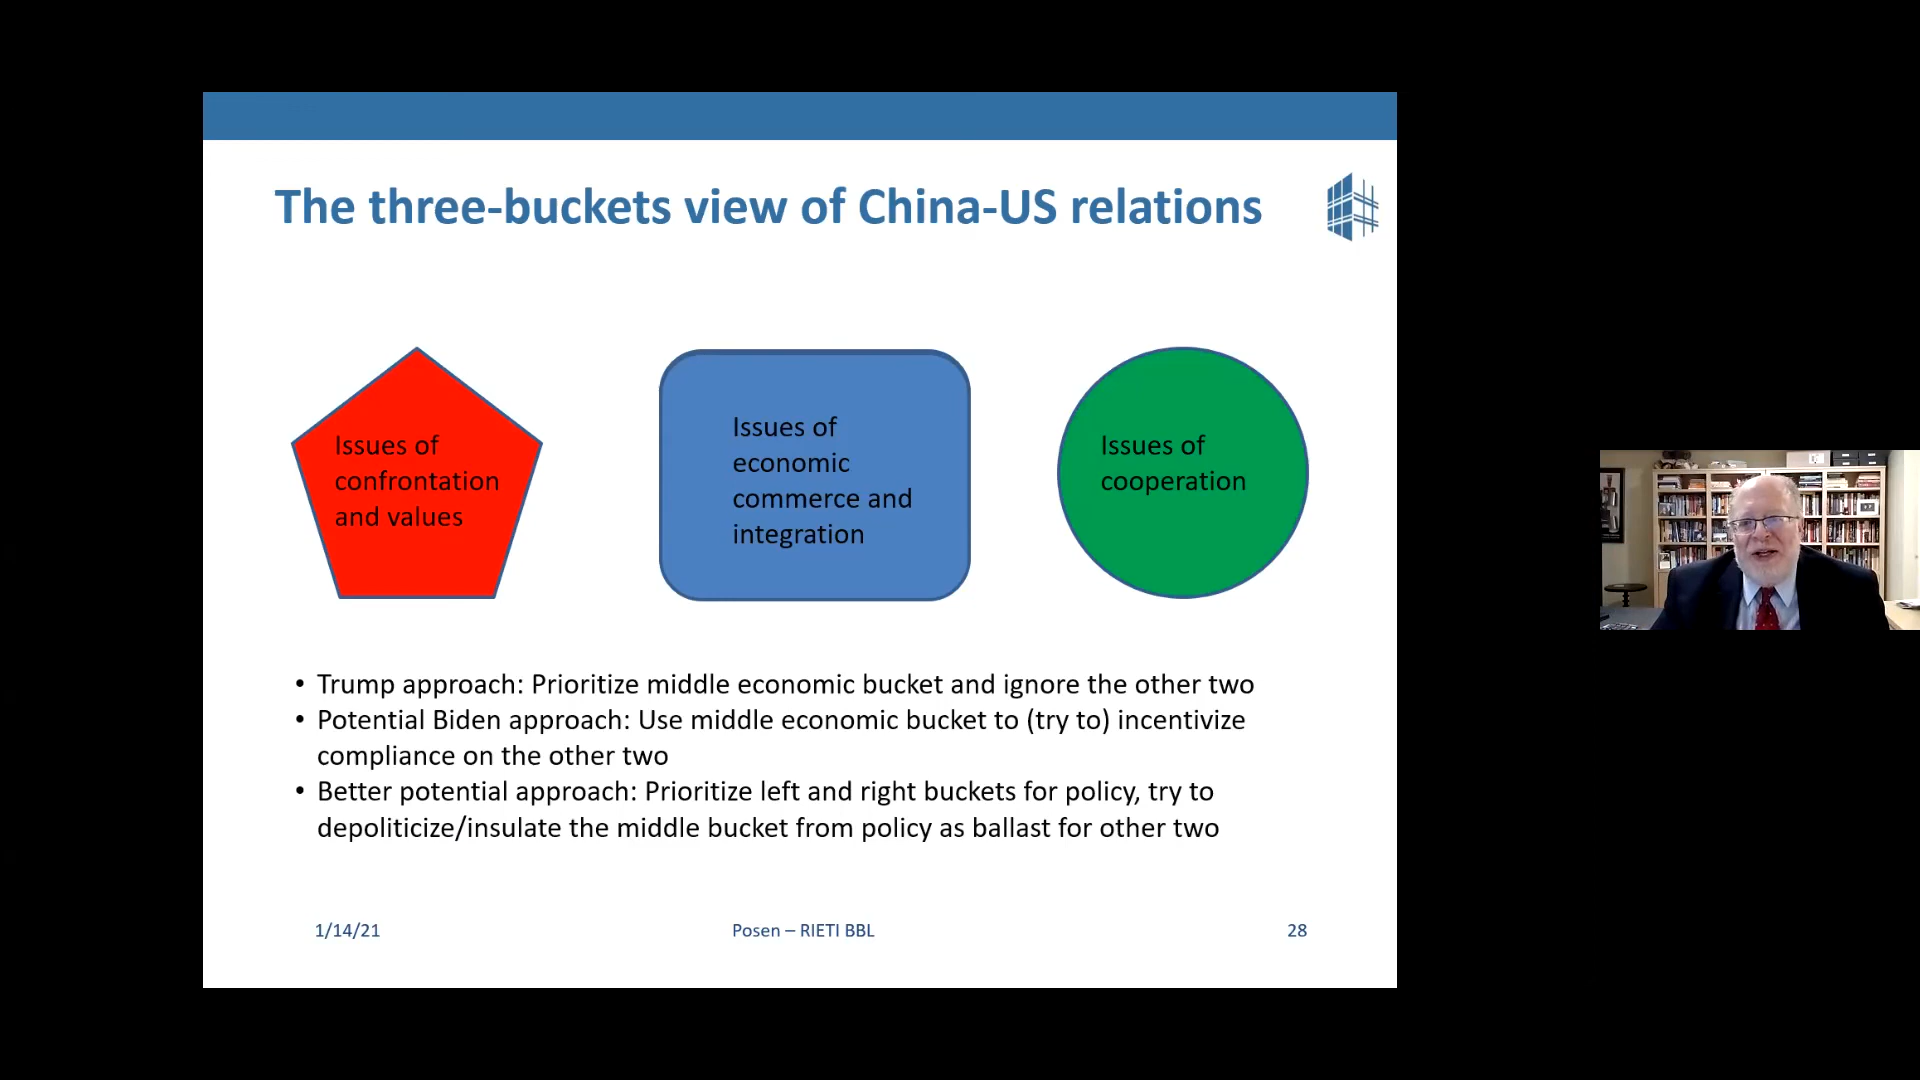 The three-buckets view of China-US relations
Issues of
confrontation
and values
Issues of
economic
commerce and
integration
Issues of
cooperation
• Trump approach: Prioritize middle economic bucket and ignore the other two
• Potential Biden approach: Use middle economic bucket to (try to) incentivize
compliance on the other two
• Better potential approach: Prioritize left and right buckets for policy, try to
depoliticize/insulate the middle bucket from policy as ballast for other two
1/14/21
Posen – RIETI BBL
28